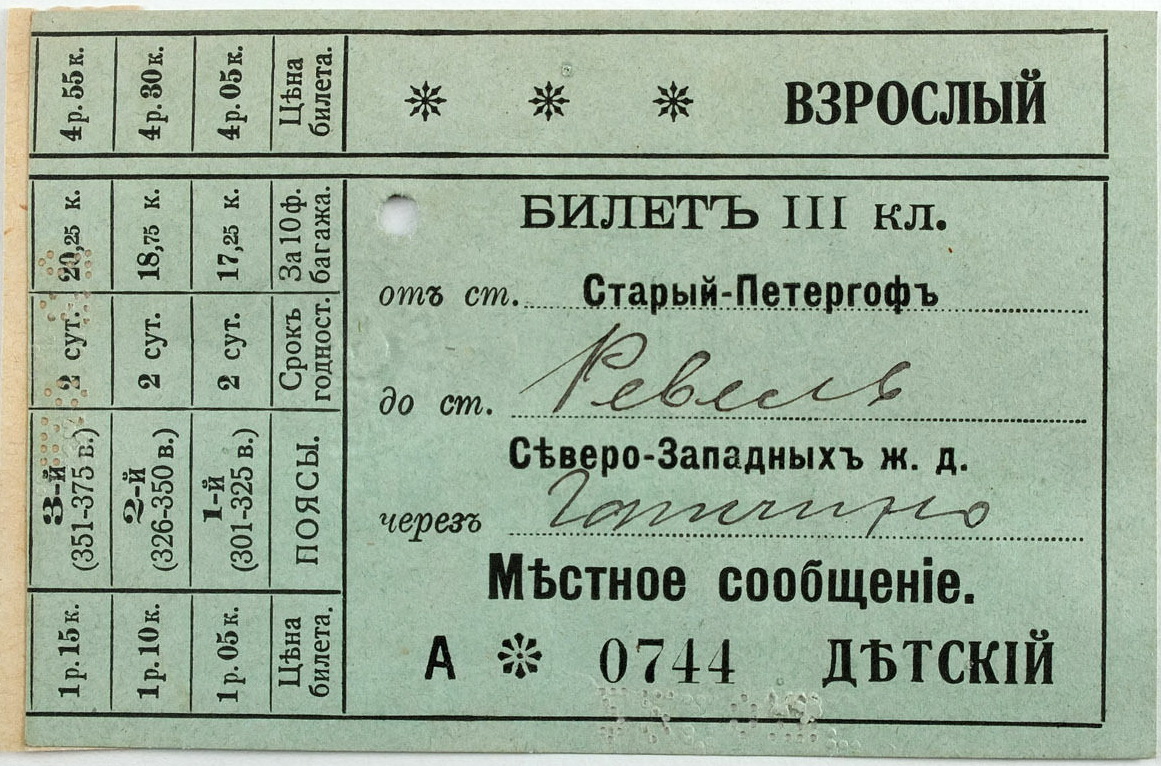 ВЗРОСЛЫЙ
БИЛЕТЪ III кл.
отъ ст. Старый-Петергофъ
до ст. Ревель
Сѣверо-Западныхъ ж. д.
черезъ Гатчино
Мѣстное сообщеніе.
А 0744 ДѢТСКІЙ
4 р. 55 к.
20,25 к.
2 сут.
3-й
(351-375 в.)
1 р. 15 к.
4 р. 30 к.
18,75 к.
2 сут.
2-й
(326-350 в.)
1 р. 10 к.
4 р. 05 к.
17,25 к.
2 сут.
1-й
(301-325 в.)
1 р. 05 к.
Цѣна
билета.
За 10 ф.
багажа.
Срокъ
годност.
ПОЯСЫ.
Цѣна
билета.